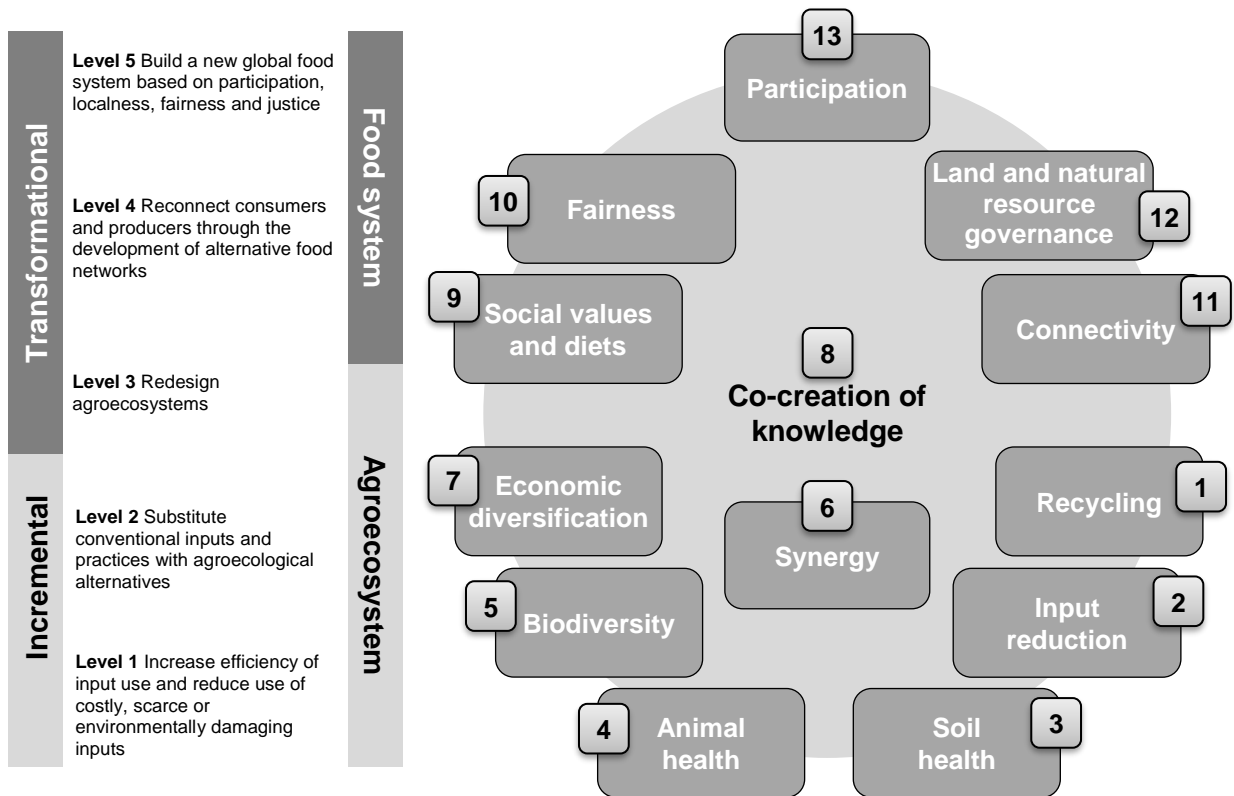 Transformational
Incremental
Level 5 Build a new global food
system based on participation,
localness, fairness and justice
Level 4 Reconnect consumers
and producers through the
development of alternative food
networks
Level 3 Redesign
agroecosystems
Level 2 Substitute
conventional inputs and
practices with agroecological
alternatives
Level 1 Increase efficiency of
input use and reduce use of
costly, scarce or
environmentally damaging
inputs
Food system
Agroecosystem
13
Participation
10
Fairness
Land and natural
resource
governance
12
9
Social values
and diets
11
Connectivity
8
Co-creation of
knowledge
7
Economic
diversification
6
Synergy
1
Recycling
5
Biodiversity
2
Input
reduction
4
Animal
health
3
Soil
health